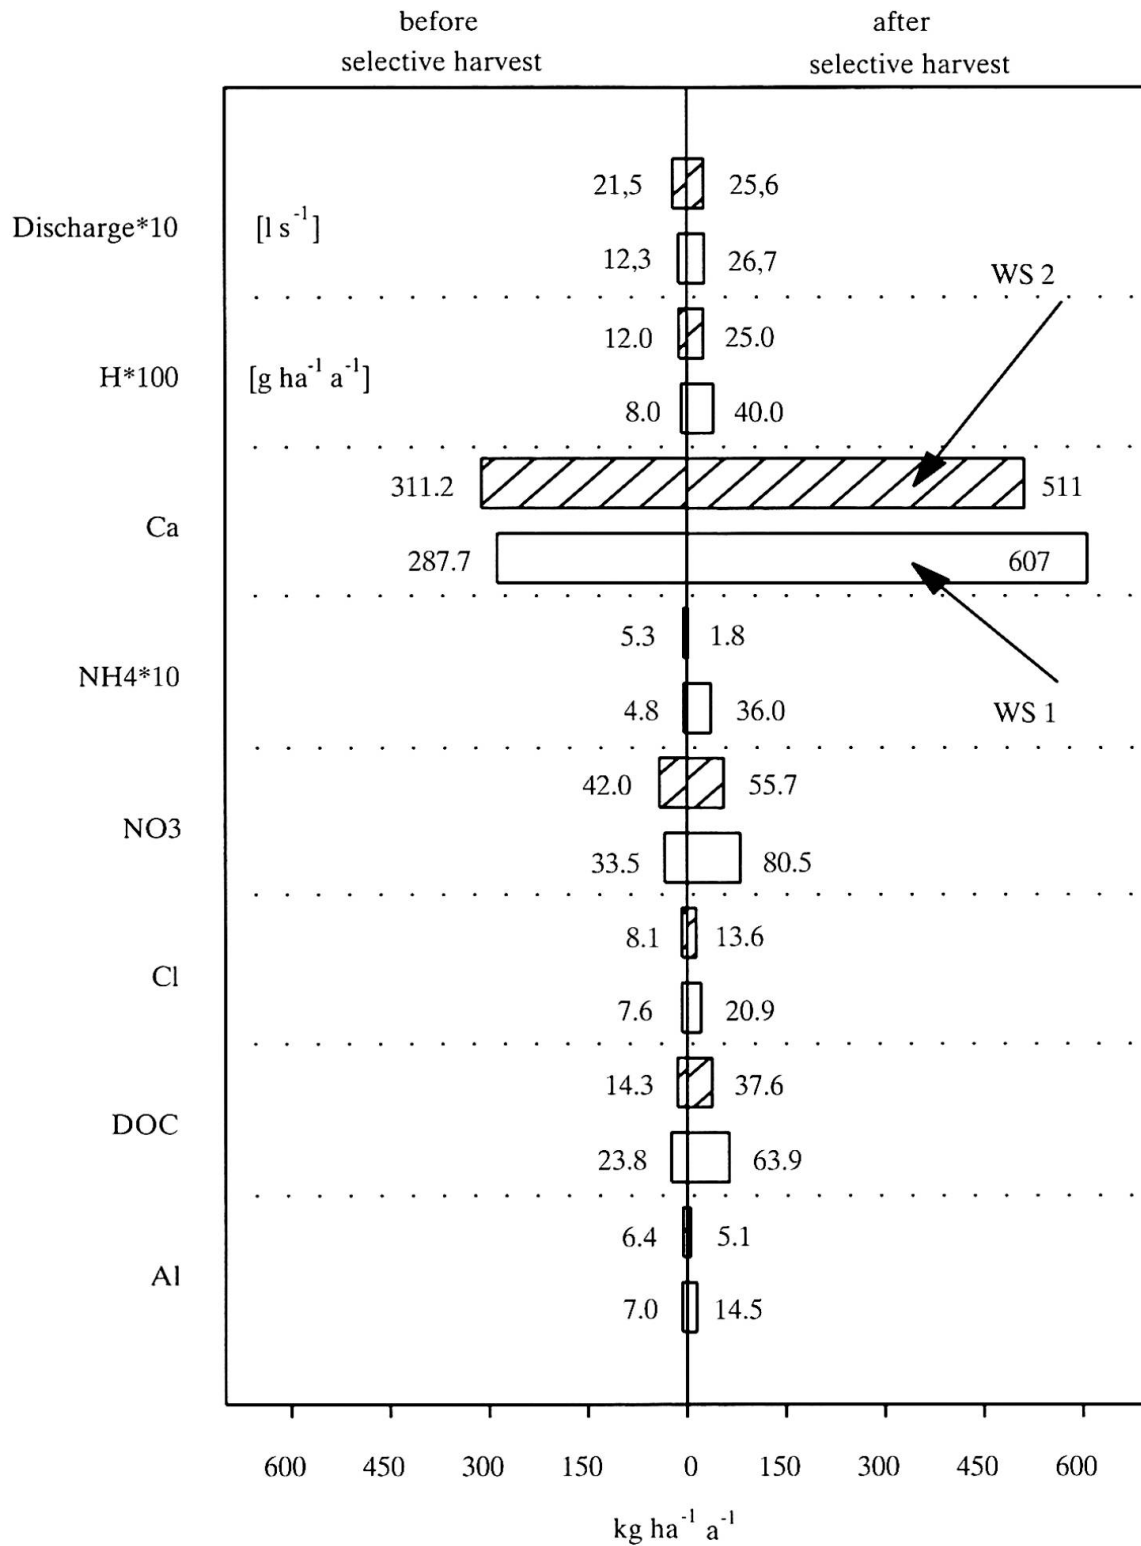 before after
selective harvest selective harvest
21,5 25,6
Discharge*10 [l s⁻¹]
12,3 26,7
WS 2
12.0 25.0
H*100 [g ha⁻¹ a⁻¹]
8.0 40.0
311.2 511
Ca
287.7 607
5.3 1.8
NH4*10
4.8 36.0
WS 1
42.0 55.7
NO3
33.5 80.5
8.1 13.6
Cl
7.6 20.9
14.3 37.6
DOC
23.8 63.9
6.4 5.1
Al
7.0 14.5
600 450 300 150 0 150 300 450 600
kg ha⁻¹ a⁻¹